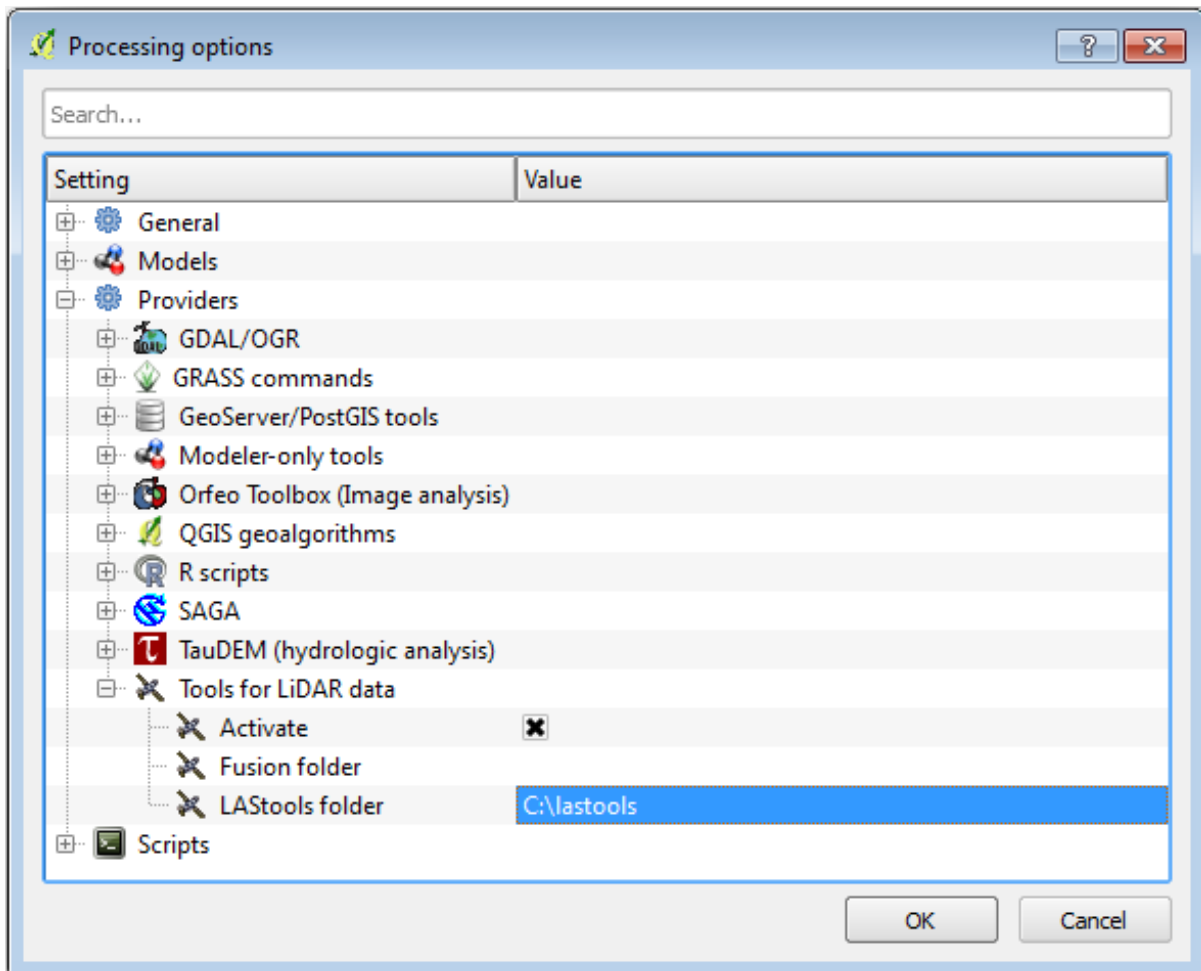 Processing options
Search...
Setting Value
General
Models
Providers
GDAL/OGR
GRASS commands
GeoServer/PostGIS tools
Modeler-only tools
Orfeo Toolbox (Image analysis)
QGIS geoalgorithms
R scripts
SAGA
TauDEM (hydrologic analysis)
Tools for LiDAR data
Activate
Fusion folder
LAStools folder C:\lastools
Scripts
OK Cancel